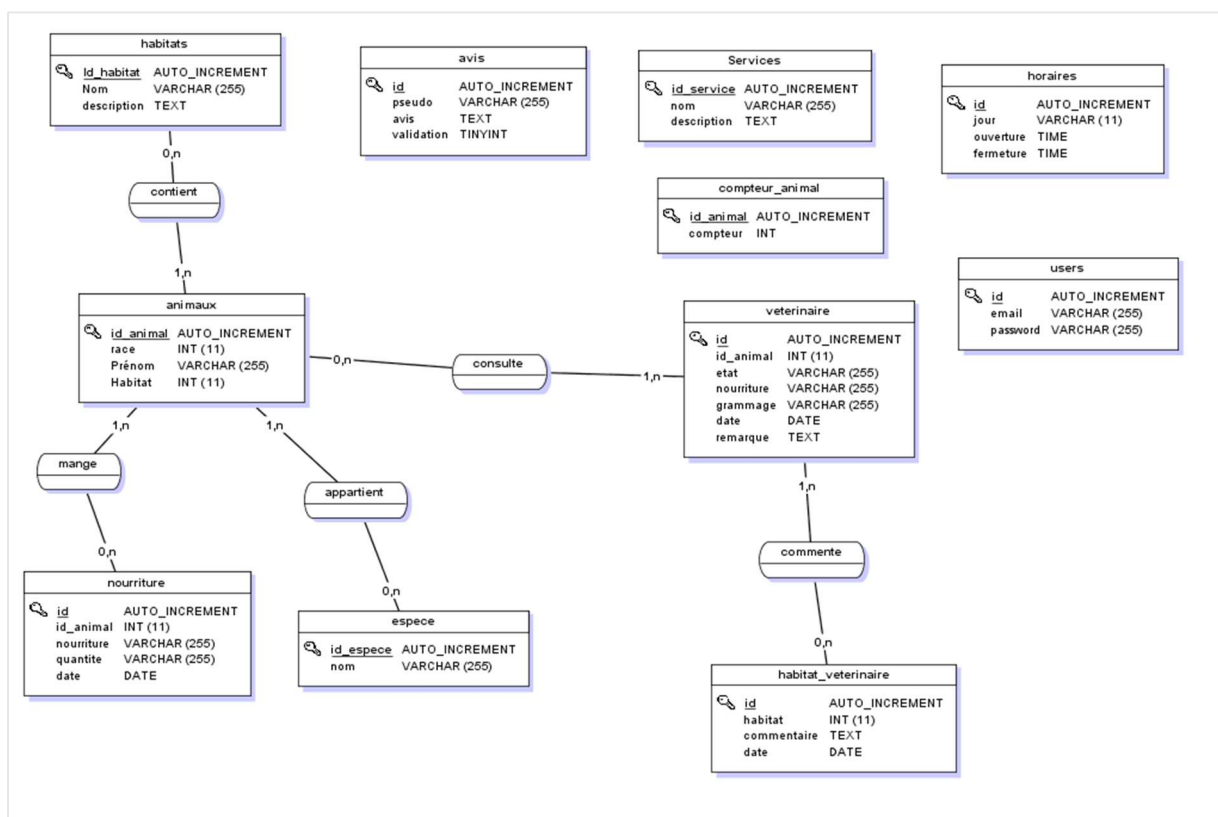 habitats
Id_habitat AUTO_INCREMENT
Nom VARCHAR (255)
description TEXT
avis
id AUTO_INCREMENT
pseudo VARCHAR (255)
avis TEXT
validation TINYINT
Services
id_service AUTO_INCREMENT
nom VARCHAR (255)
description TEXT
horaires
id AUTO_INCREMENT
jour VARCHAR (11)
ouverture TIME
fermeture TIME
0,n
contient
1,n
compteur_animal
id_animal AUTO_INCREMENT
compteur INT
users
id AUTO_INCREMENT
email VARCHAR (255)
password VARCHAR (255)
animaux
id_animal AUTO_INCREMENT
race INT (11)
Prénom VARCHAR (255)
Habitat INT (11)
0,n
consulte
1,n
veterinaire
id AUTO_INCREMENT
id_animal INT (11)
etat VARCHAR (255)
nourriture VARCHAR (255)
grammage VARCHAR (255)
date DATE
remarque TEXT
1,n
mange
0,n
1,n
appartient
0,n
1,n
commente
0,n
nourriture
id AUTO_INCREMENT
id_animal INT (11)
nourriture VARCHAR (255)
quantite VARCHAR (255)
date DATE
espece
id_espece AUTO_INCREMENT
nom VARCHAR (255)
habitat_veterinaire
id AUTO_INCREMENT
habitat INT (11)
commentaire TEXT
date DATE